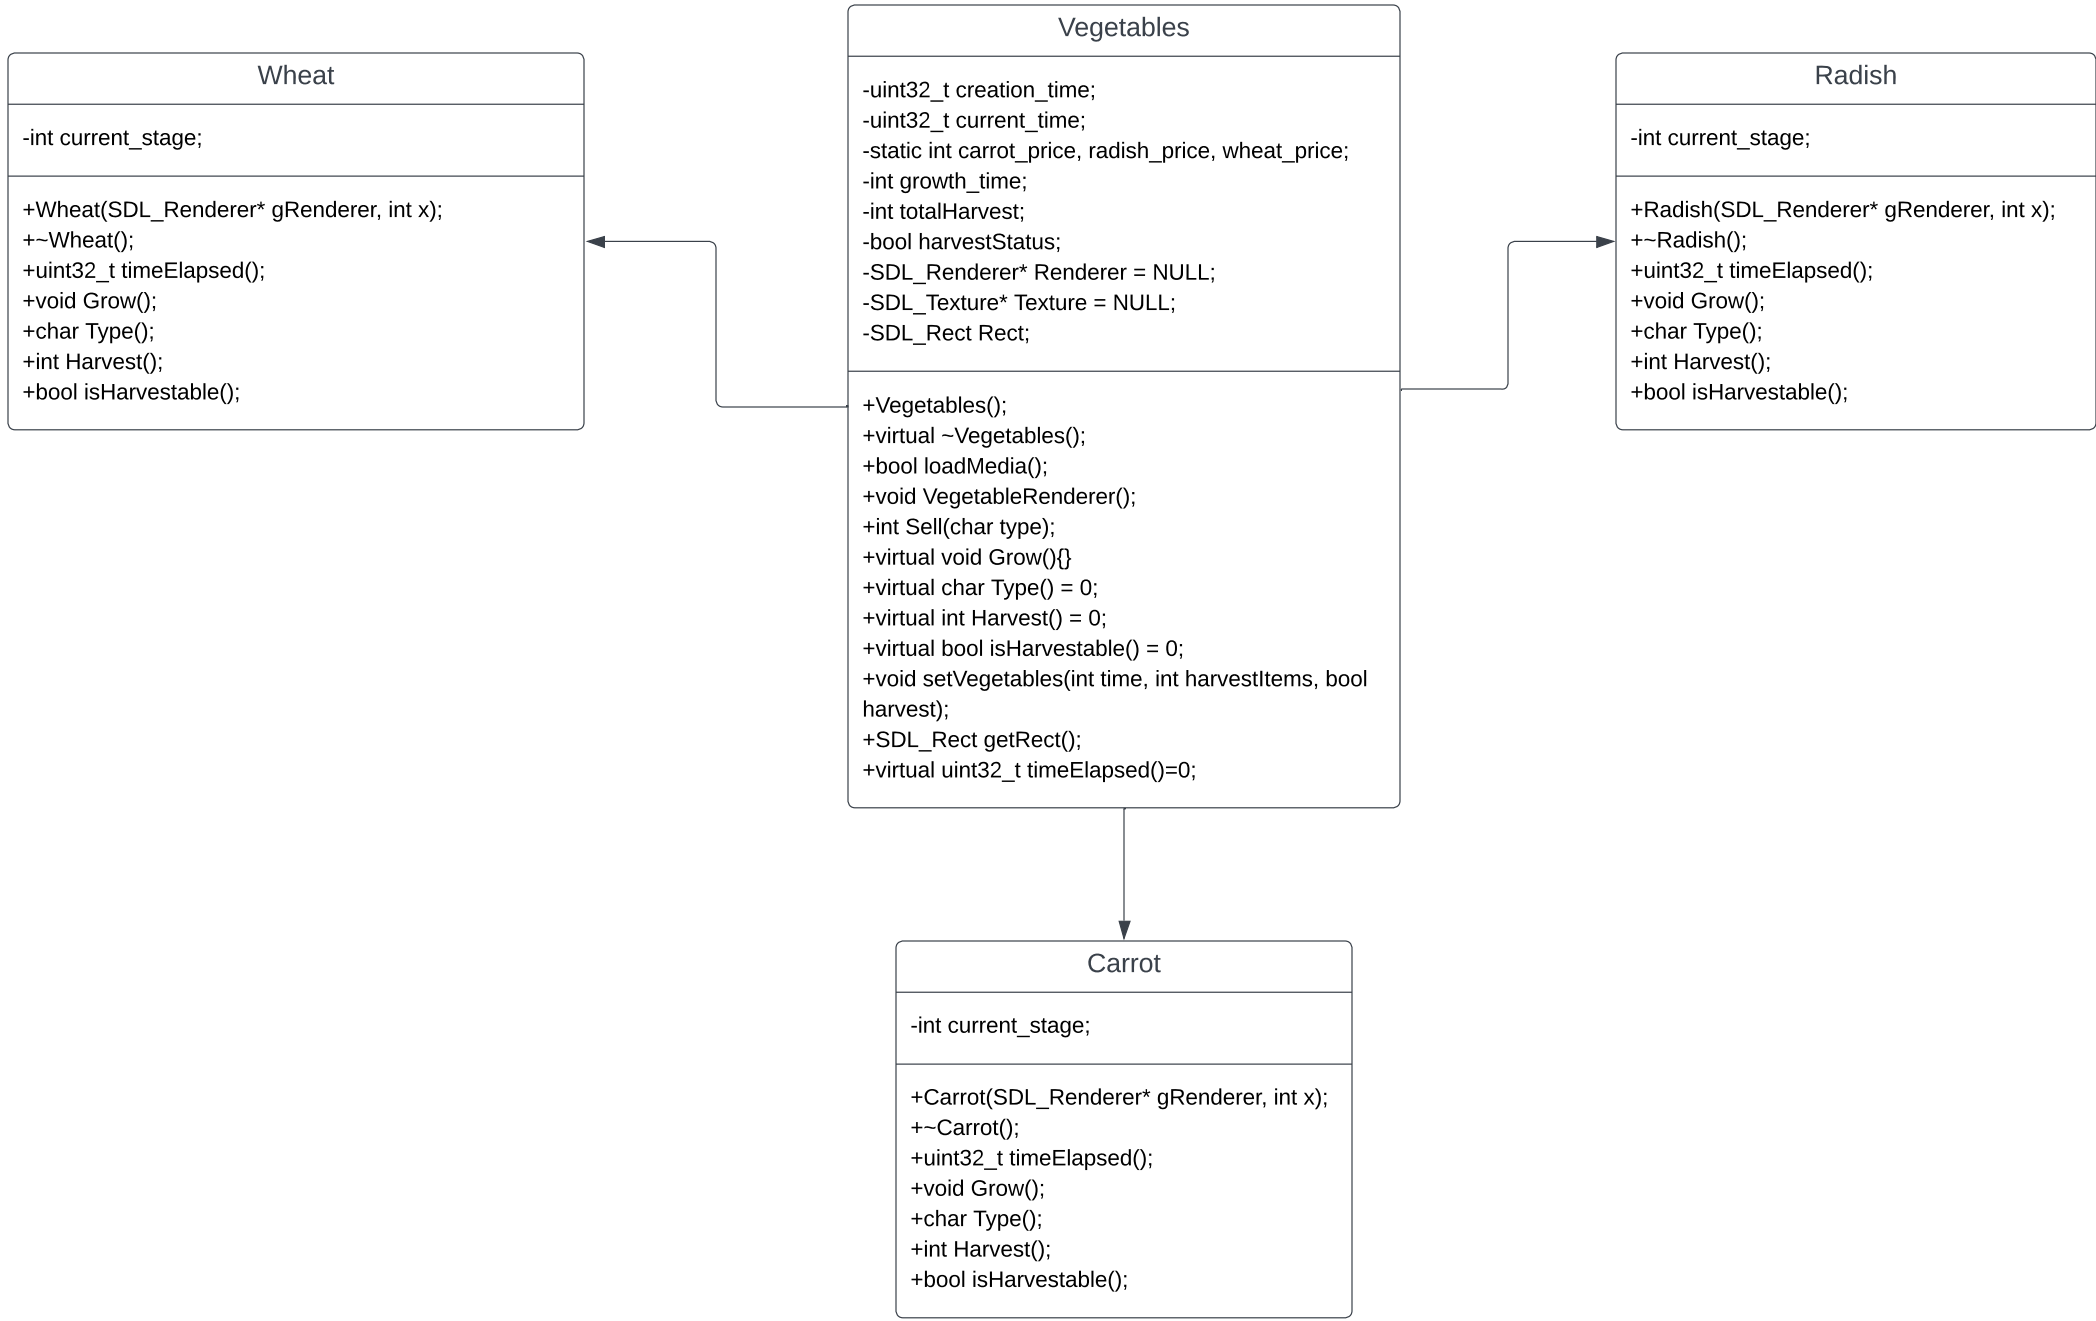 Wheat
-int current_stage;
+Wheat(SDL_Renderer* gRenderer, int x);
+~Wheat();
+uint32_t timeElapsed();
+void Grow();
+char Type();
+int Harvest();
+bool isHarvestable();
Vegetables
-uint32_t creation_time;
-uint32_t current_time;
-static int carrot_price, radish_price, wheat_price;
-int growth_time;
-int totalHarvest;
-bool harvestStatus;
-SDL_Renderer* Renderer = NULL;
-SDL_Texture* Texture = NULL;
-SDL_Rect Rect;
+Vegetables();
+virtual ~Vegetables();
+bool loadMedia();
+void VegetableRenderer();
+int Sell(char type);
+virtual void Grow(){}
+virtual char Type() = 0;
+virtual int Harvest() = 0;
+virtual bool isHarvestable() = 0;
+void setVegetables(int time, int harvestItems, bool
harvest);
+SDL_Rect getRect();
+virtual uint32_t timeElapsed()=0;
Radish
-int current_stage;
+Radish(SDL_Renderer* gRenderer, int x);
+~Radish();
+uint32_t timeElapsed();
+void Grow();
+char Type();
+int Harvest();
+bool isHarvestable();
Carrot
-int current_stage;
+Carrot(SDL_Renderer* gRenderer, int x);
+~Carrot();
+uint32_t timeElapsed();
+void Grow();
+char Type();
+int Harvest();
+bool isHarvestable();